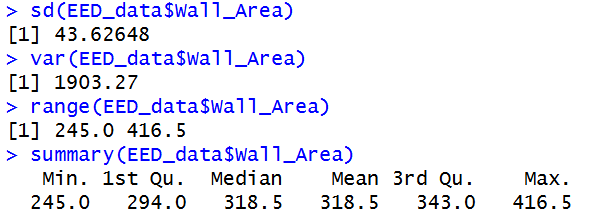 > sd(EED_data$Wall_Area)
[1] 43.62648
> var(EED_data$Wall_Area)
[1] 1903.27
> range(EED_data$Wall_Area)
[1] 245.0 416.5
> summary(EED_data$Wall_Area)
Min. 1st Qu. Median Mean 3rd Qu. Max.
245.0 294.0 318.5 318.5 343.0 416.5